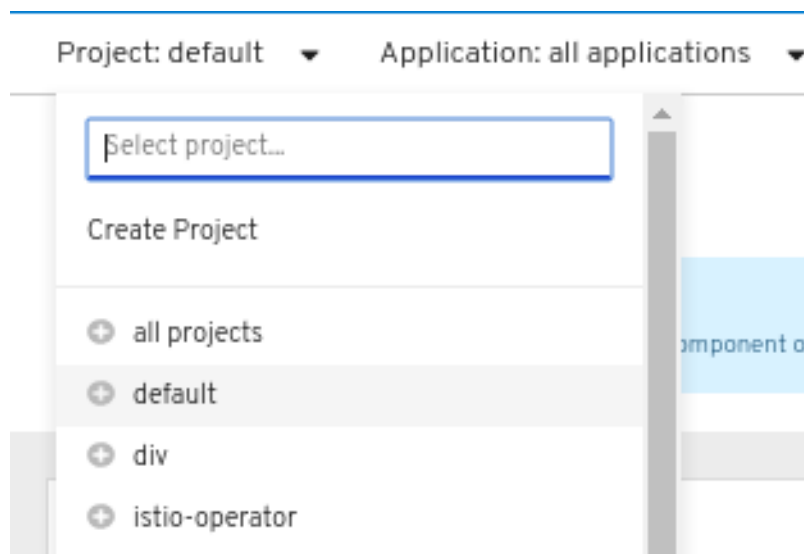 Project: default Application: all applications
Select project...
Create Project
all projects
default
div
istio-operator